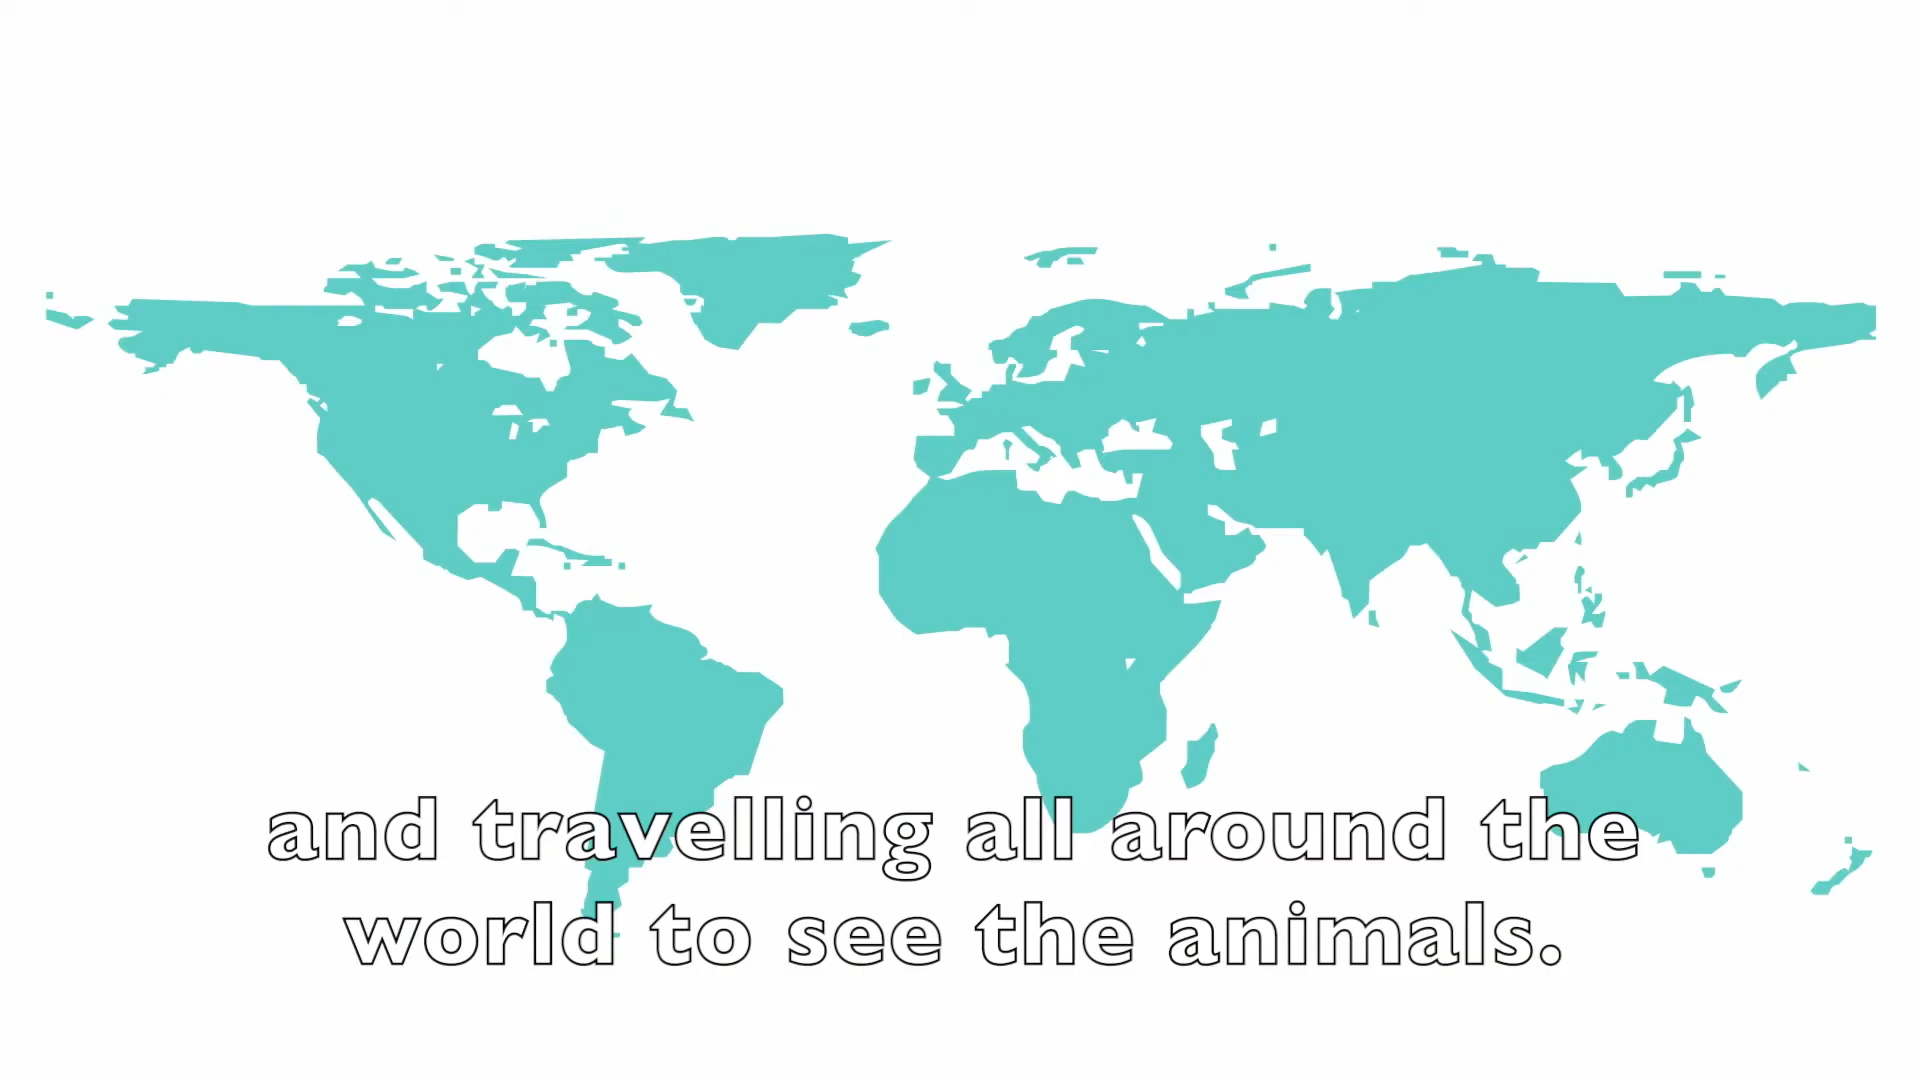 and travelling all around the
world to see the animals.